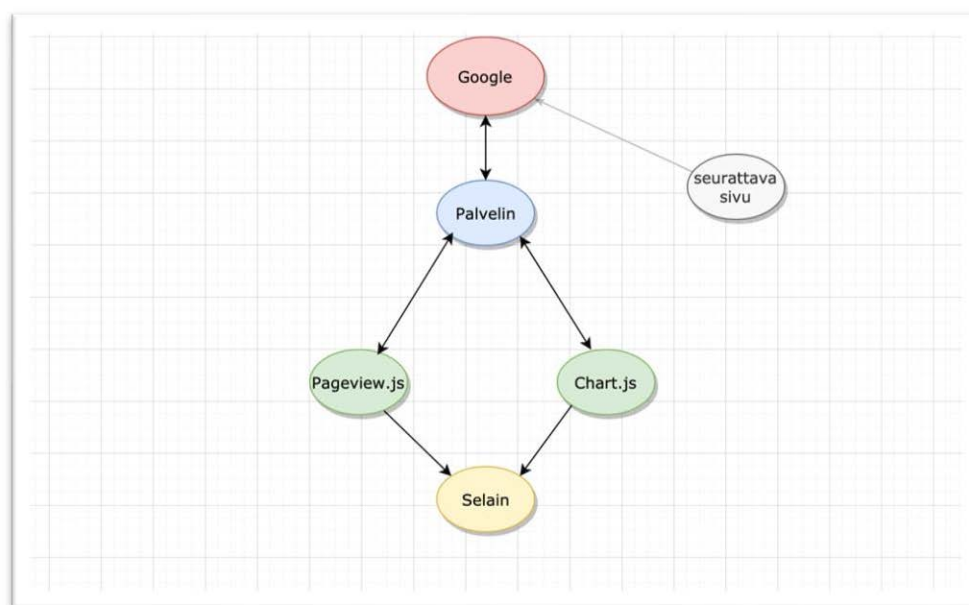 Google
seurattava
sivu
Palvelin
Pageview.js
Chart.js
Selain